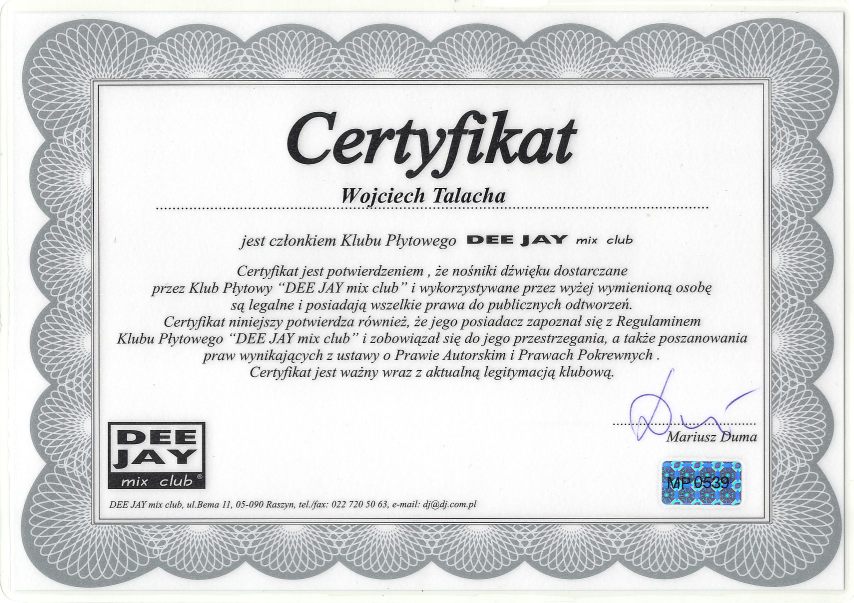 Certyfikat
Wojciech Talacha
jest członkiem Klubu Płytowego DEE JAY mix club
Certyfikat jest potwierdzeniem , że nośniki dźwięku dostarczane
przez Klub Płytowy “DEE JAY mix club” i wykorzystywane przez wyżej wymienioną osobę
są legalne i posiadają wszelkie prawa do publicznych odtworzeń.
Certyfikat niniejszy potwierdza również, że jego posiadacz zapoznał się z Regulaminem
Klubu Płytowego “DEE JAY mix club” i zobowiązał się do jego przestrzegania, a także poszanowania
praw wynikających z ustawy o Prawie Autorskim i Prawach Pokrewnych .
Certyfikat jest ważny wraz z aktualną legitymacją klubową.
Mariusz Duma
DEE
JAY
mix club®
MP 0539
DEE JAY mix club, ul.Bema 11, 05-090 Raszyn, tel./fax: 022 720 50 63, e-mail: dj@dj.com.pl